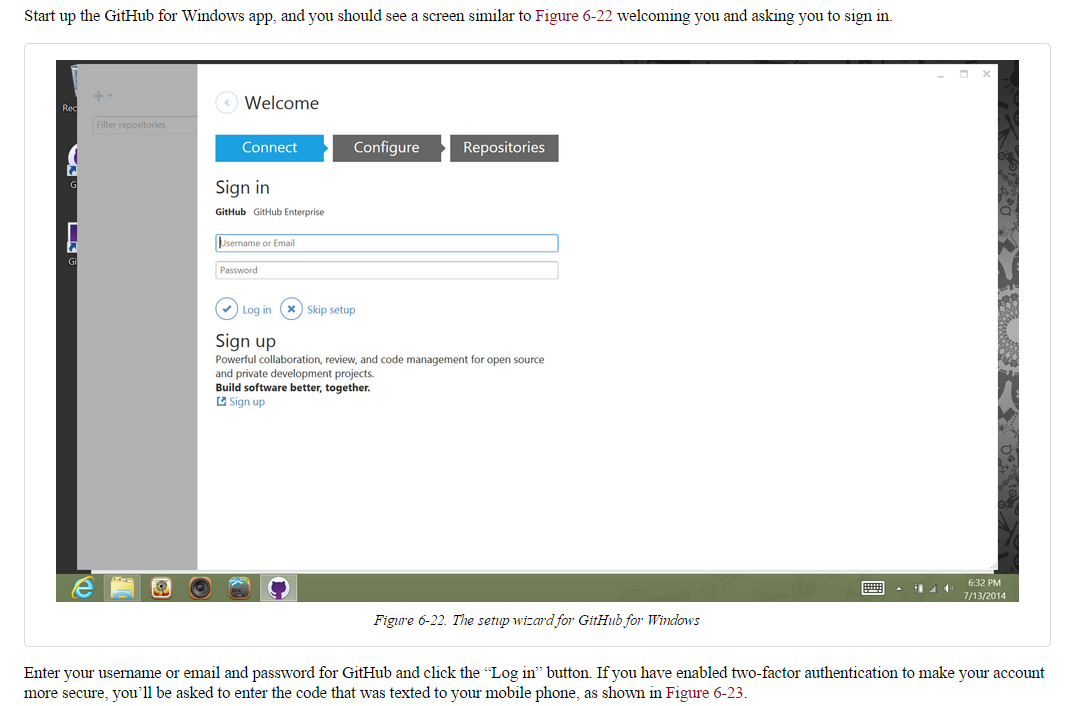 Start up the GitHub for Windows app, and you should see a screen similar to Figure 6-22 welcoming you and asking you to sign in.
Rec
Filter repositories
G
Gi
Welcome
Connect
Configure
Repositories
Sign in
GitHub GitHub Enterprise
Username or Email
Password
Log in
Skip setup
Sign up
Powerful collaboration, review, and code management for open source
and private development projects.
Build software better, together.
Sign up
6:32 PM
7/13/2014
Figure 6-22. The setup wizard for GitHub for Windows
Enter your username or email and password for GitHub and click the “Log in” button. If you have enabled two-factor authentication to make your account
more secure, you’ll be asked to enter the code that was texted to your mobile phone, as shown in Figure 6-23.